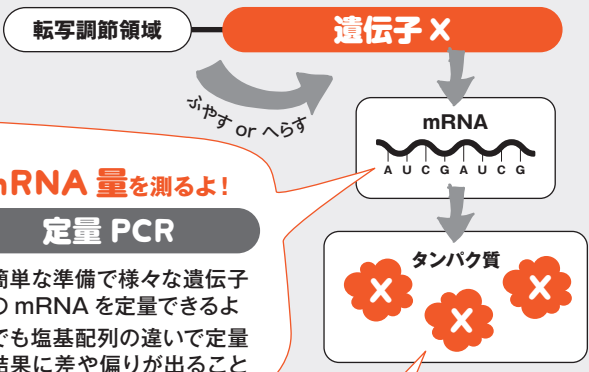 転写調節領域
遺伝子 X
ふやす or へらす
mRNA
A U C G A U C G
mRNA 量を測るよ！
定量 PCR
簡単な準備で様々な遺伝子
の mRNA を定量できるよ
でも塩基配列の違いで定量
結果に差や偏りが出ること
タンパク質
X
X
X